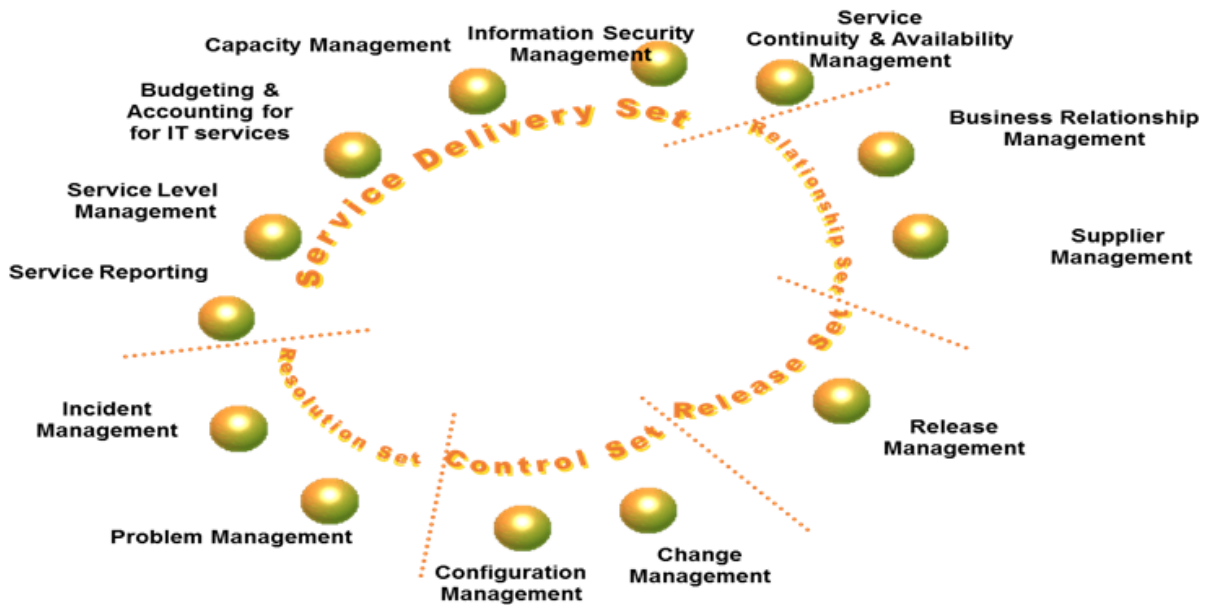 Service
Continuity & Availability
Management
Information Security
Management
Capacity Management
Budgeting &
Accounting for
for IT services
Service Level
Management
Service Reporting
Service Delivery Set
Relationship Set
Business Relationship
Management
Supplier
Management
Release Set
Release
Management
Resolution Set
Incident
Management
Problem Management
Control Set
Configuration
Management
Change
Management